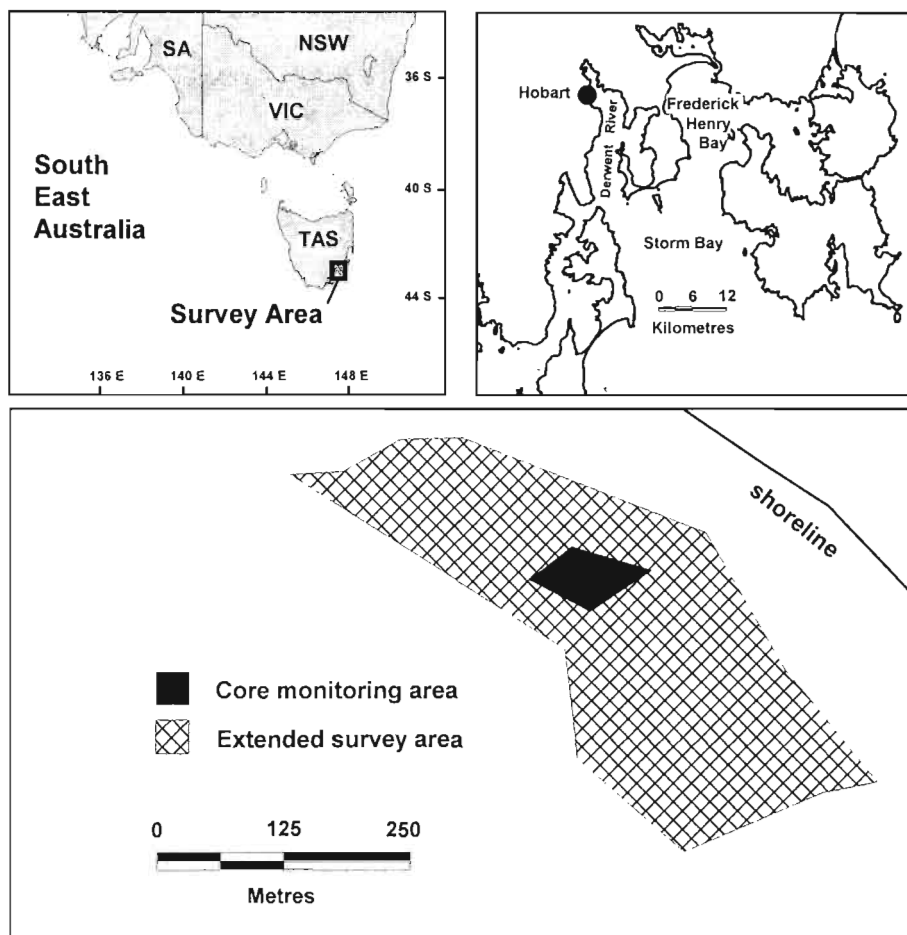 SA
NSW
VIC
South
East
Australia
TAS
Survey Area
36 S
40 S
44 S
136 E 140 E 144 E 148 E
Hobart
Derwent River
Frederick
Henry
Bay
Storm Bay
0 6 12
Kilometres
shoreline
Core monitoring area
Extended survey area
0 125 250
Metres